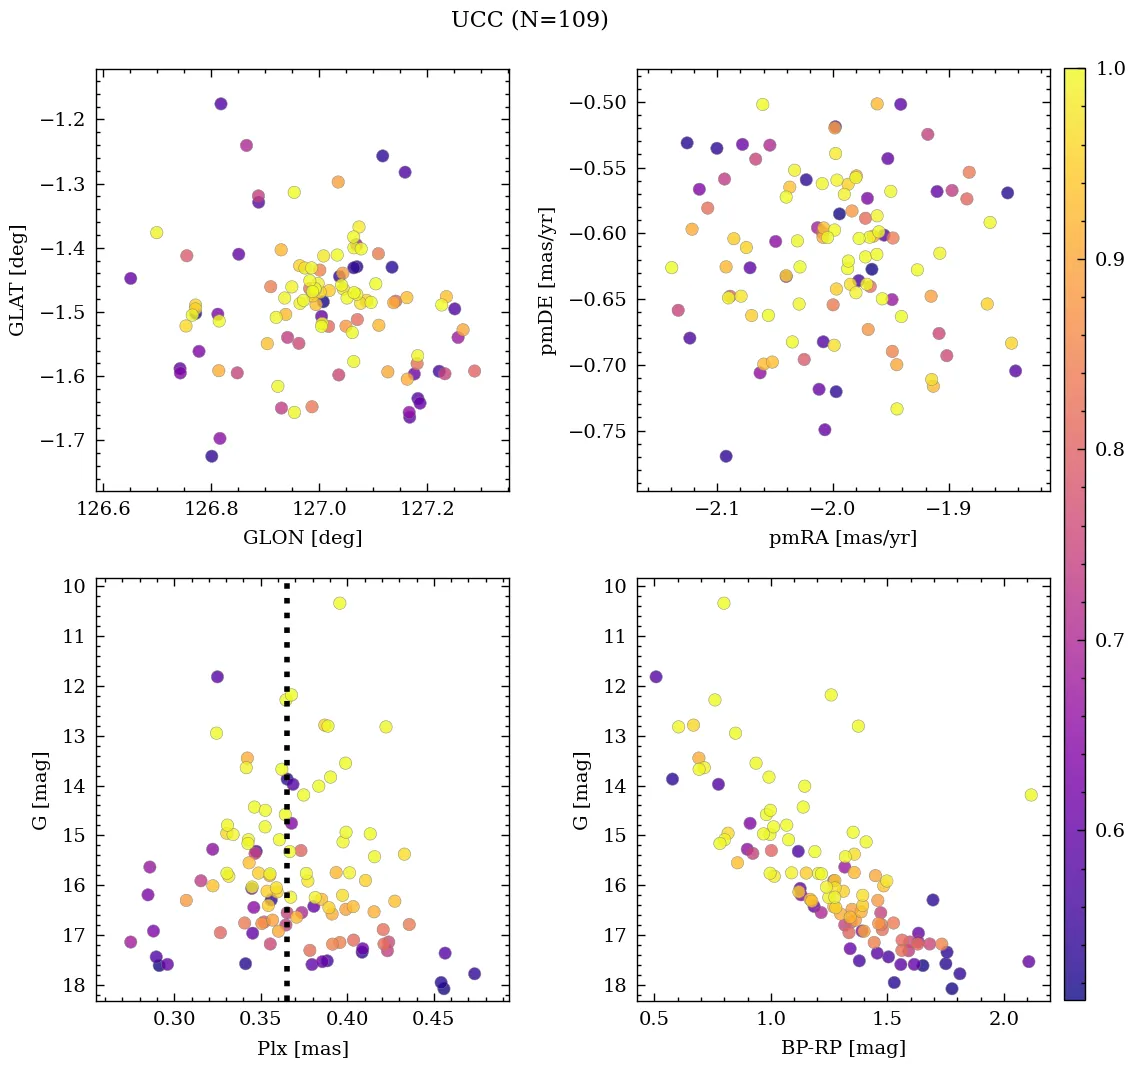 UCC (N=109)
−1.2
−1.3
−1.4
−1.5
−1.6
−1.7
GLAT [deg]
126.6 126.8 127.0 127.2
GLON [deg]
−0.50
−0.55
−0.60
−0.65
−0.70
−0.75
pmDE [mas/yr]
−2.1 −2.0 −1.9
pmRA [mas/yr]
10
11
12
13
14
15
16
17
18
G [mag]
0.30 0.35 0.40 0.45
Plx [mas]
10
11
12
13
14
15
16
17
18
G [mag]
0.5 1.0 1.5 2.0
BP-RP [mag]
1.0
0.9
0.8
0.7
0.6